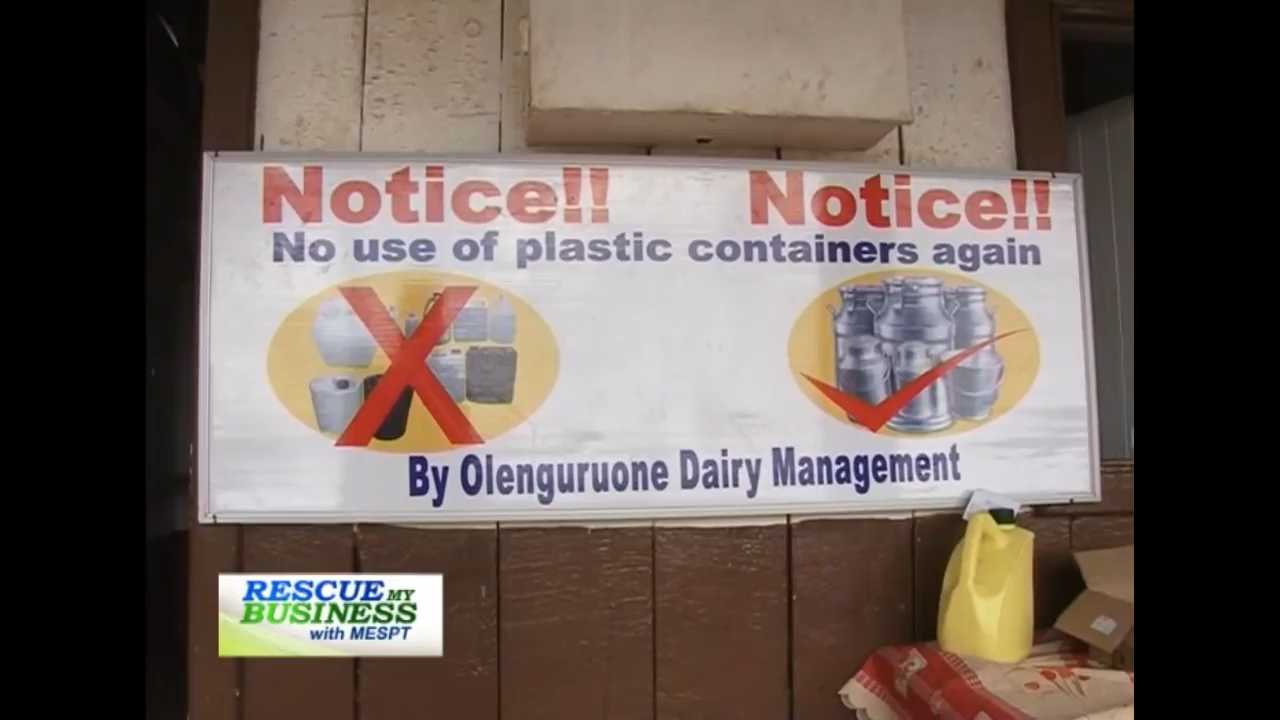 Notice!! Notice!!
No use of plastic containers again
By Olenguruone Dairy Management
RESCUE MY
BUSINESS
with MESPT